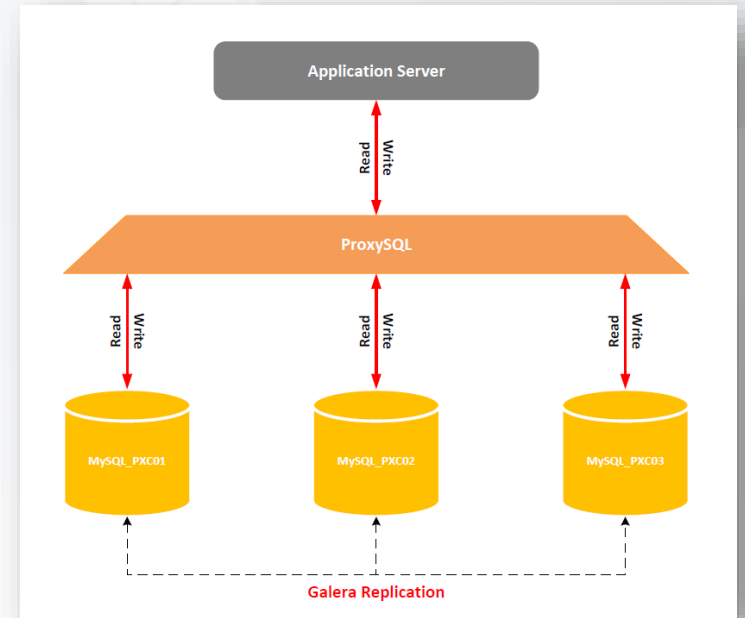 Application Server
Read
Write
ProxySQL
Read
Write
Read
Write
Read
Write
MySQL_PXC01
MySQL_PXC02
MySQL_PXC03
Galera Replication